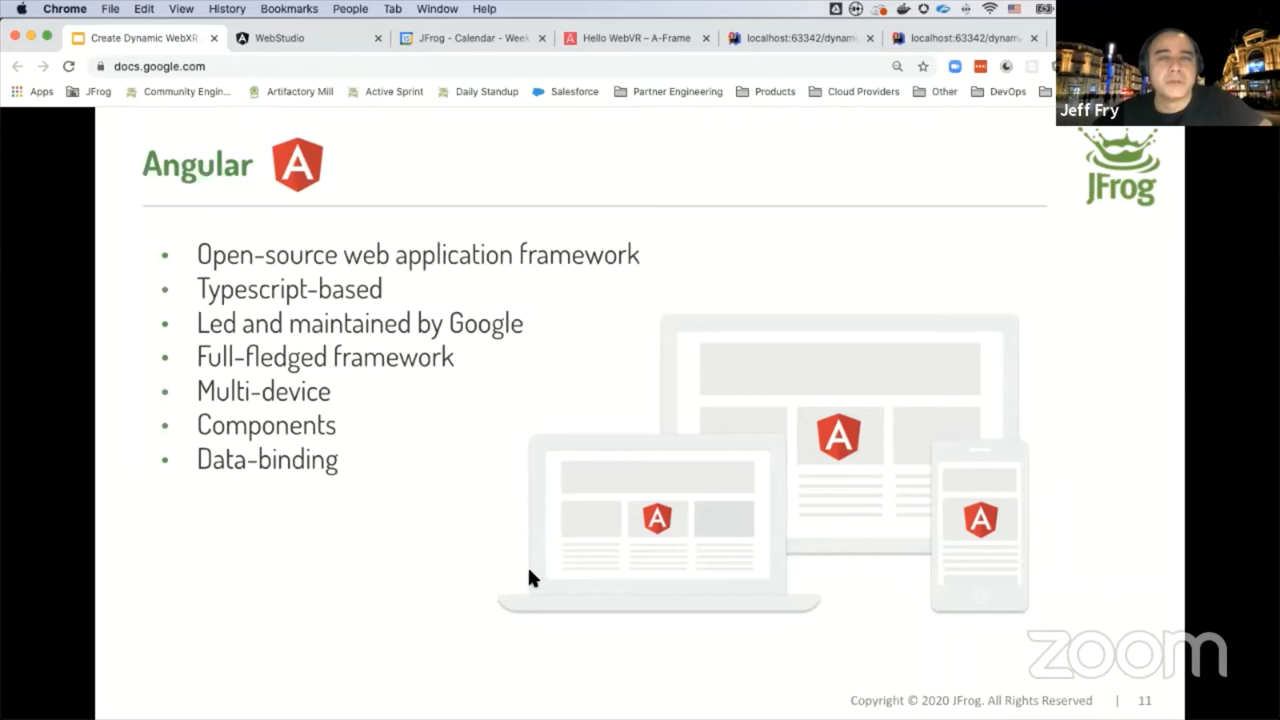 Chrome File Edit View History Bookmarks People Tab Window Help
Create Dynamic WebXR
WebStudio
JFrog - Calendar - Week
Hello WebVR – A-Frame
localhost:63342/dynami
localhost:63342/dynami
docs.google.com
Apps JFrog Community Engin... Artifactory Mill Active Sprint Daily Standup Salesforce Partner Engineering Products Cloud Providers Other DevOps
Jeff Fry
Angular
A
JFrog
• Open-source web application framework
• Typescript-based
• Led and maintained by Google
• Full-fledged framework
• Multi-device
• Components
• Data-binding
A
A
A
zoom
Copyright © 2020 JFrog. All Rights Reserved | 11